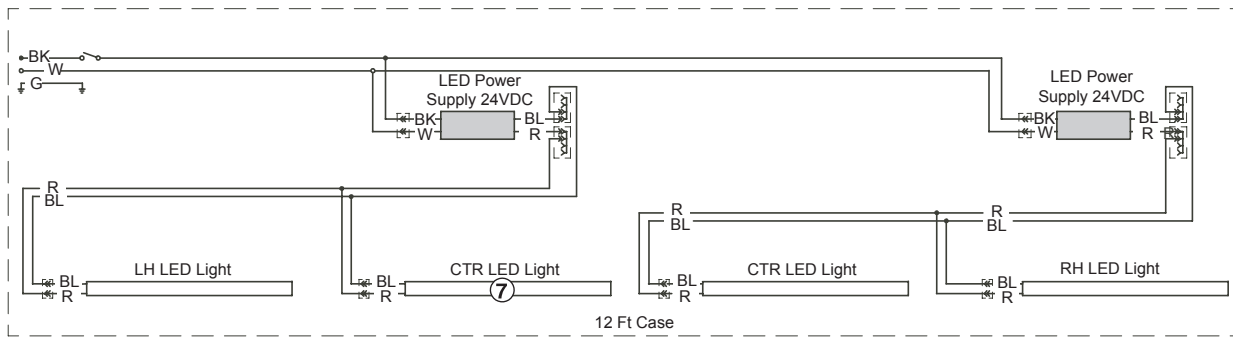 BK
W
G
LED Power
Supply 24VDC
BK
BL
W
R
LED Power
Supply 24VDC
BK
BL
W
R
R
BL
R
R
BL
BL
LH LED Light
BL
R
CTR LED Light
BL
R
7
CTR LED Light
BL
R
RH LED Light
BL
R
12 Ft Case